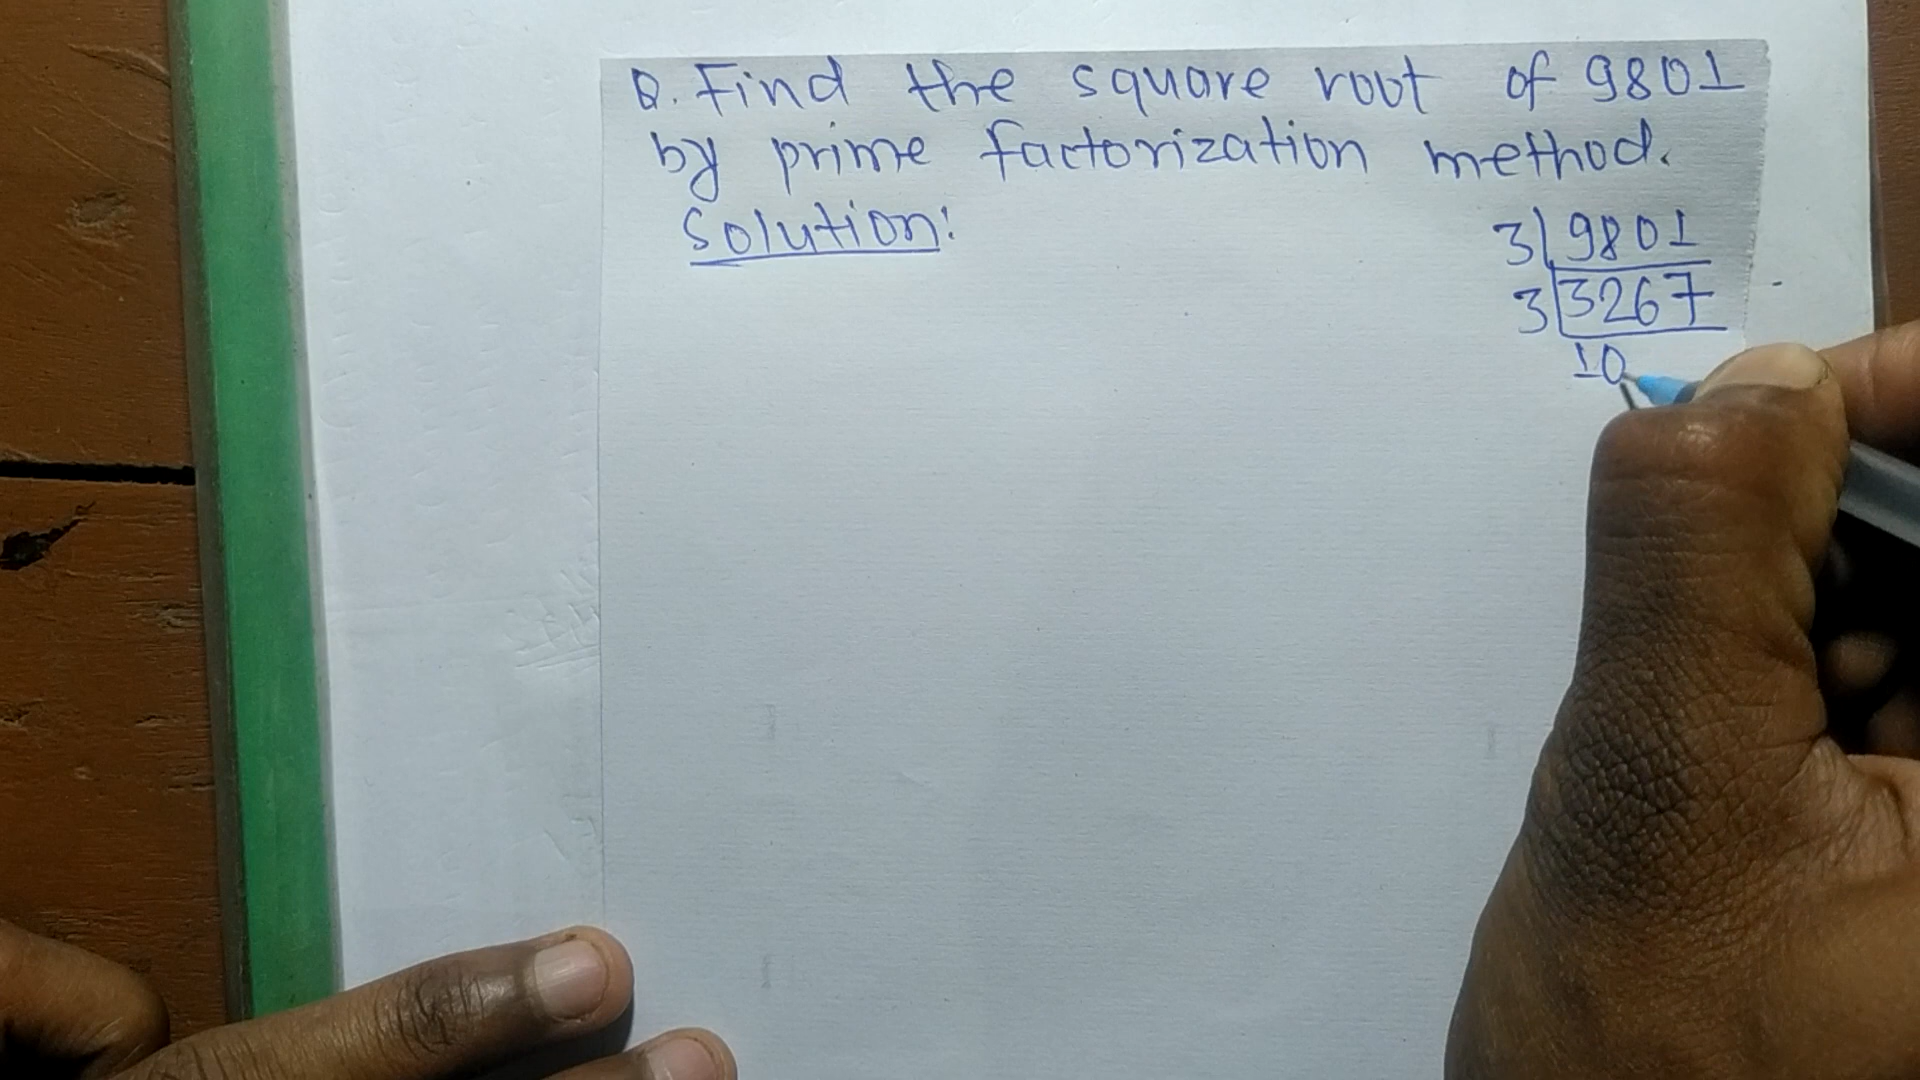 Q. Find the square root of 9801
by prime factorization method.
Solution:
3 9801
3 3267
10